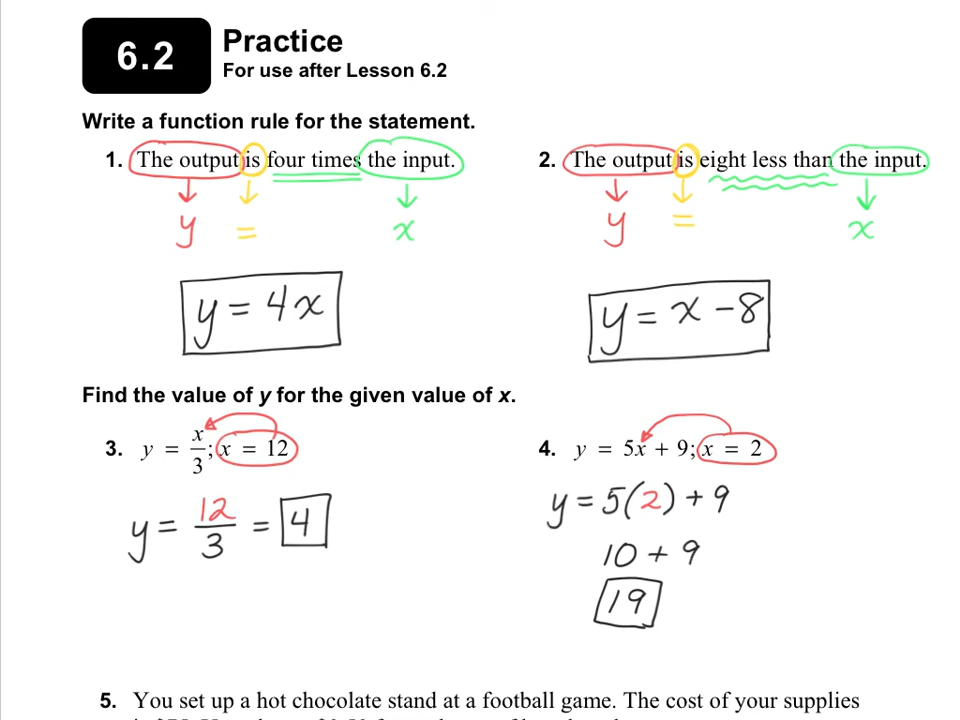 6.2
Practice
For use after Lesson 6.2
Write a function rule for the statement.
1. The output is four times the input.
y = x
y = 4x
2. The output is eight less than the input.
y = x
y = x - 8
Find the value of y for the given value of x.
3. y = x/3; x = 12
y = 12/3 = 4
4. y = 5x + 9; x = 2
y = 5(2) + 9
10 + 9
19
5. You set up a hot chocolate stand at a football game. The cost of your supplies